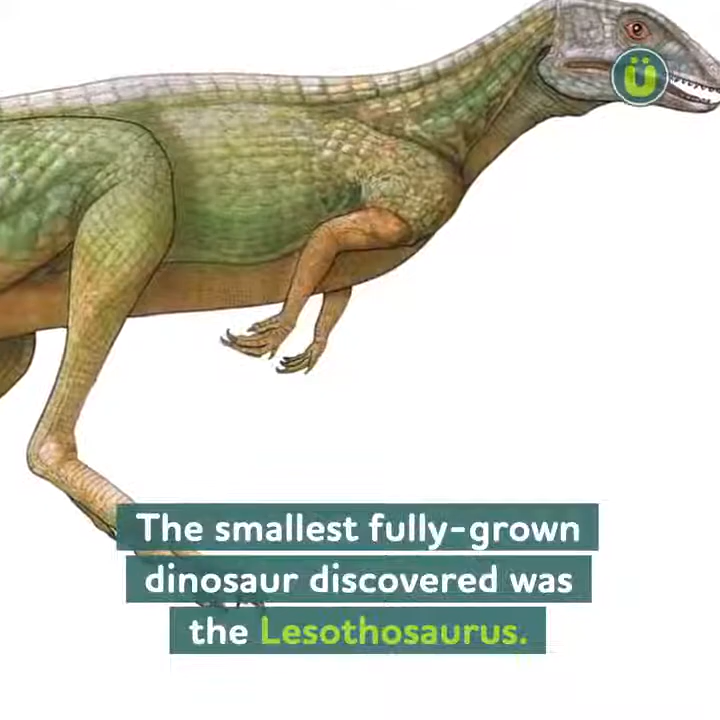 Ü
The smallest fully-grown
dinosaur discovered was
the Lesothosaurus.